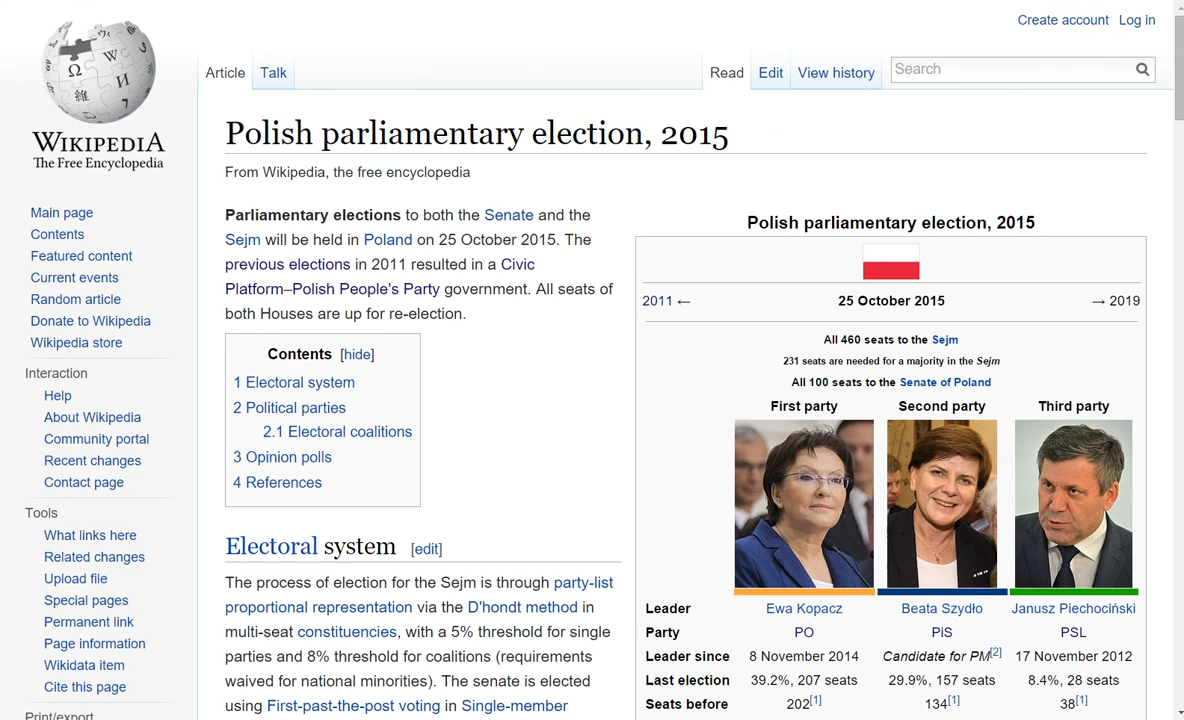 Create account Log in
Article Talk Read Edit View history Search
WIKIPEDIA
The Free Encyclopedia
Main page
Contents
Featured content
Current events
Random article
Donate to Wikipedia
Wikipedia store
Interaction
Help
About Wikipedia
Community portal
Recent changes
Contact page
Tools
What links here
Related changes
Upload file
Special pages
Permanent link
Page information
Wikidata item
Cite this page
Print/export
Polish parliamentary election, 2015
From Wikipedia, the free encyclopedia
Parliamentary elections to both the Senate and the
Sejm will be held in Poland on 25 October 2015. The
previous elections in 2011 resulted in a Civic
Platform–Polish People's Party government. All seats of
both Houses are up for re-election.
Contents [hide]
1 Electoral system
2 Political parties
2.1 Electoral coalitions
3 Opinion polls
4 References
Electoral system [edit]
The process of election for the Sejm is through party-list
proportional representation via the D'hondt method in
multi-seat constituencies, with a 5% threshold for single
parties and 8% threshold for coalitions (requirements
waived for national minorities). The senate is elected
using First-past-the-post voting in Single-member
Polish parliamentary election, 2015
2011 ← 25 October 2015 → 2019
All 460 seats to the Sejm
231 seats are needed for a majority in the Sejm
All 100 seats to the Senate of Poland
First party Second party Third party
Leader Ewa Kopacz Beata Szydło Janusz Piechociński
Party PO PiS PSL
Leader since 8 November 2014 Candidate for PM[2] 17 November 2012
Last election 39.2%, 207 seats 29.9%, 157 seats 8.4%, 28 seats
Seats before 202[1] 134[1] 38[1]